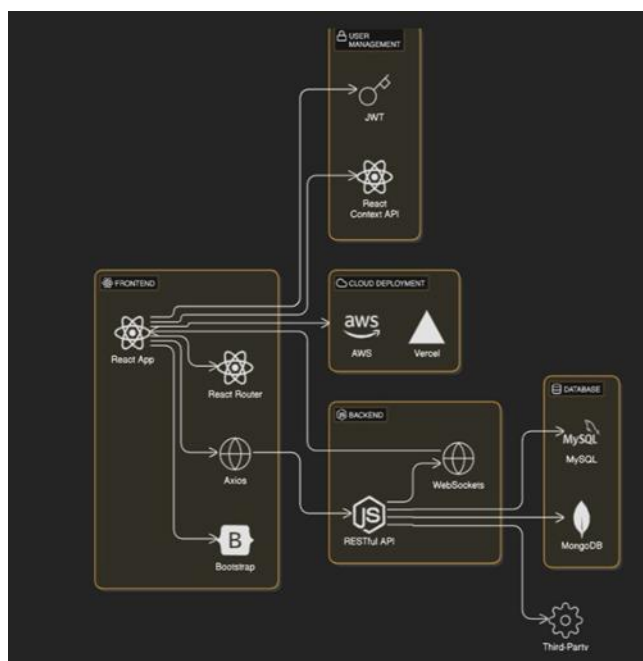 USER
MANAGEMENT
JWT
React
Context API
FRONTEND
React App
React Router
Axios
B
Bootstrap
CLOUD DEPLOYMENT
aws
AWS
Vercel
BACKEND
WebSockets
JS
RESTful API
DATABASE
MySQL
MySQL
MongoDB
Third-Party